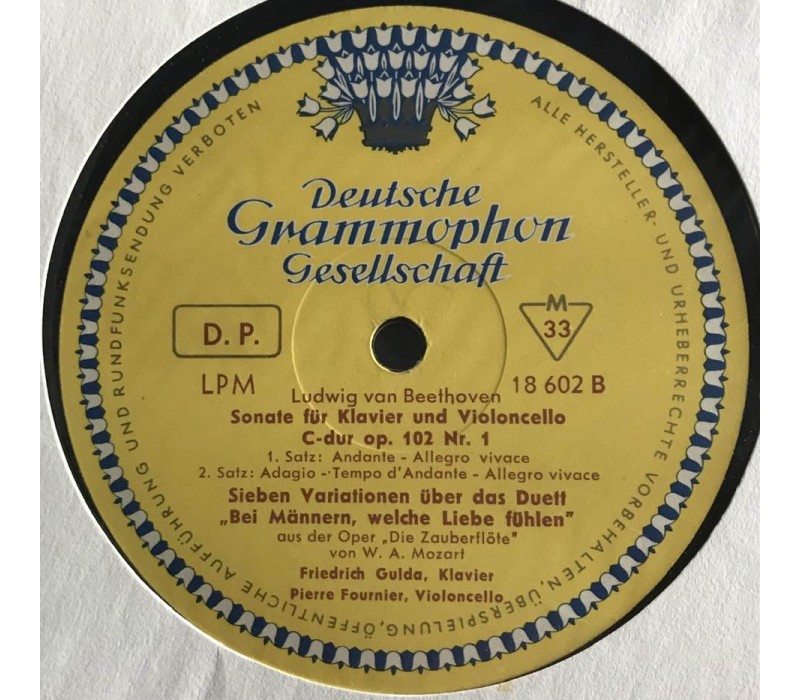 Deutsche
Grammophon
Gesellschaft
D. P.
M
33
LPM
18 602 B
Ludwig van Beethoven
Sonate für Klavier und Violoncello
C-dur op. 102 Nr. 1
1. Satz: Andante - Allegro vivace
2. Satz: Adagio - Tempo d'Andante - Allegro vivace
Sieben Variationen über das Duett
„Bei Männern, welche Liebe fühlen"
aus der Oper „Die Zauberflöte"
von W. A. Mozart
Friedrich Gulda, Klavier
Pierre Fournier, Violoncello
ALLE HERSTELLER- UND URHEBERRECHTE VORBEHALTEN, ÜBERSPIELUNG, ÖFFENTLICHE AUFFÜHRUNG UND RUNDFUNKSENDUNG VERBOTEN